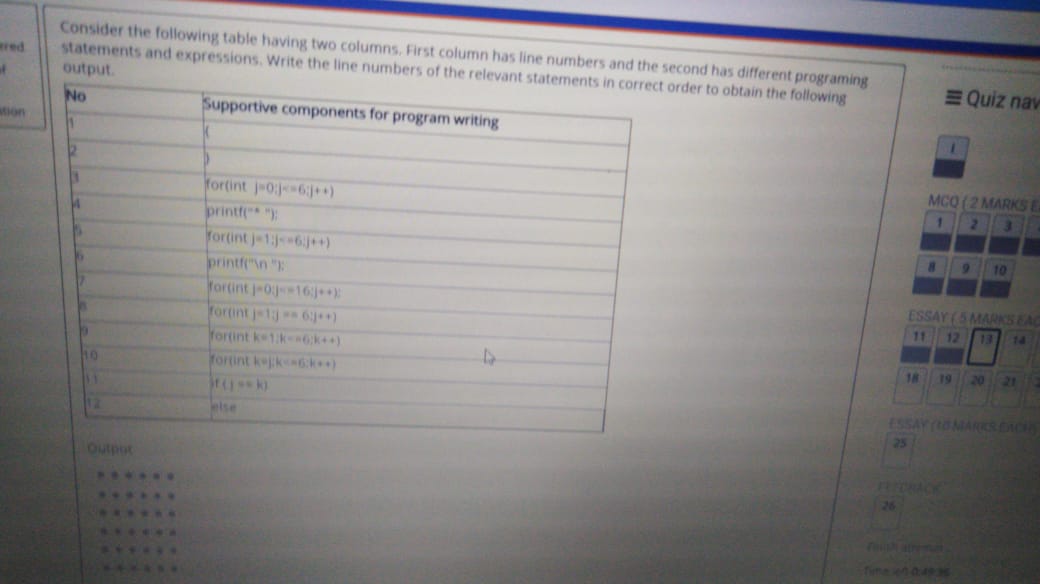 Consider the following table having two columns. First column has line numbers and the second has different programing
statements and expressions. Write the line numbers of the relevant statements in correct order to obtain the following
output.
No Supportive components for program writing
1 {
2 }
3 for(int j=0;j<=6;j++)
4 printf("* ");
5 for(int j=1;j<=6;j++)
6 printf("\n ");
7 for(int j=0;j<=16;j++);
8 for(int j=1;j == 6;j++)
9 for(int k=1;k<=6;k++)
10 for(int k=j;k<=6;k++)
11 if ( j == k)
12 else
Output
* * * * * *
* * * * * *
* * * * * *
* * * * * *
* * * * * *
* * * * * *
Quiz nav
i
MCQ ( 2 MARKS
1 2 3
8 9 10
ESSAY ( 5 MARKS EAC
11 12 13 14
18 19 20 21
ESSAY (10 MARKS EACH)
25
FEEDBACK
26
Finish attempt
Time left 0:49:36